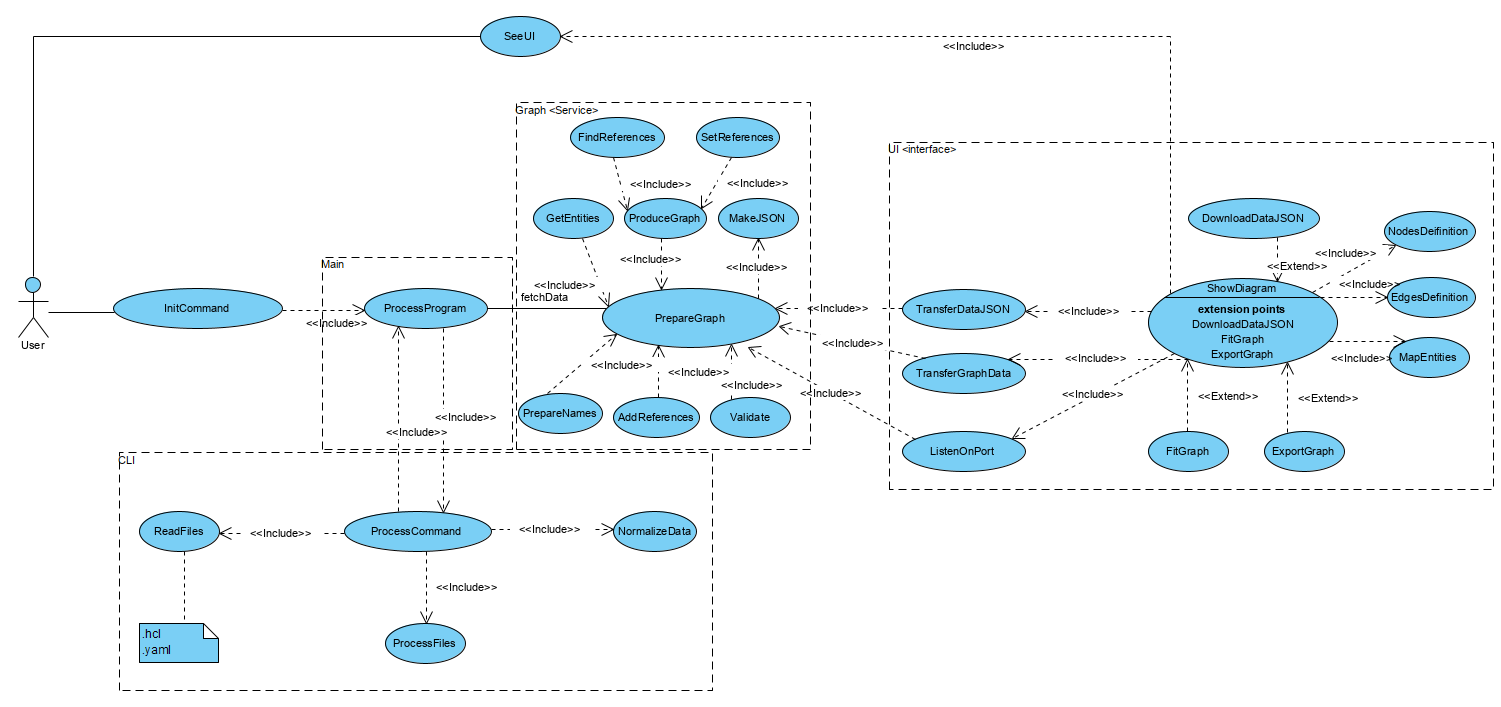 SeeUI
<<Include>>
Graph <Service>
FindReferences
SetReferences
UI <interface>
<<Include>>
<<Include>>
GetEntities
ProduceGraph
MakeJSON
DownloadDataJSON
NodesDeifinition
<<Include>>
<<Include>>
<<Include>>
Main
<<Extend>>
<<Include>>
<<Include>>
ShowDiagram
EdgesDefinition
fetchData
InitCommand
ProcessProgram
PrepareGraph
<<Include>>
TransferDataJSON
<<Include>>
extension points
DownloadDataJSON
FitGraph
ExportGraph
<<Include>>
User
<<Include>>
<<Include>>
<<Include>>
MapEntities
<<Include>>
<<Include>>
TransferGraphData
<<Include>>
<<Include>>
<<Include>>
<<Extend>>
<<Extend>>
PrepareNames
AddReferences
Validate
<<Include>>
<<Include>>
ListenOnPort
FitGraph
ExportGraph
CLI
ReadFiles
<<Include>>
ProcessCommand
<<Include>>
NormalizeData
<<Include>>
.hcl
.yaml
ProcessFiles